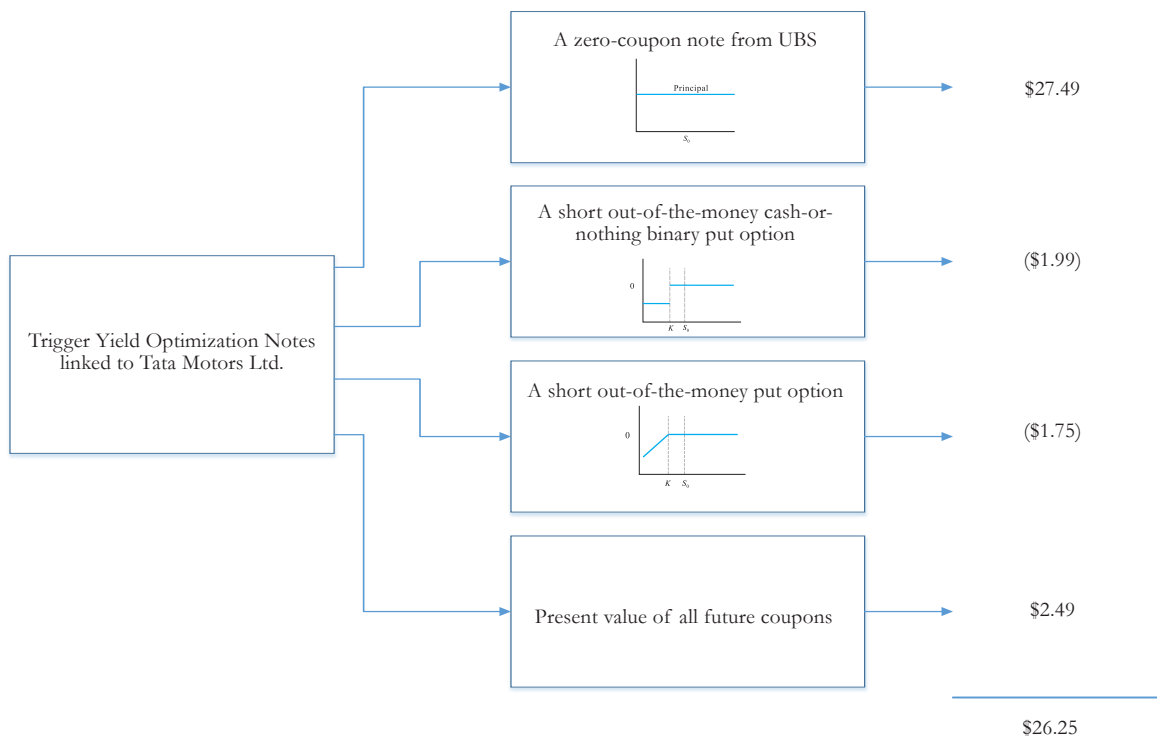 A zero-coupon note from UBS
Principal
S₀
$27.49
A short out-of-the-money cash-or-
nothing binary put option
0
K
S₀
($1.99)
Trigger Yield Optimization Notes
linked to Tata Motors Ltd.
A short out-of-the-money put option
0
K
S₀
($1.75)
Present value of all future coupons
$2.49
$26.25